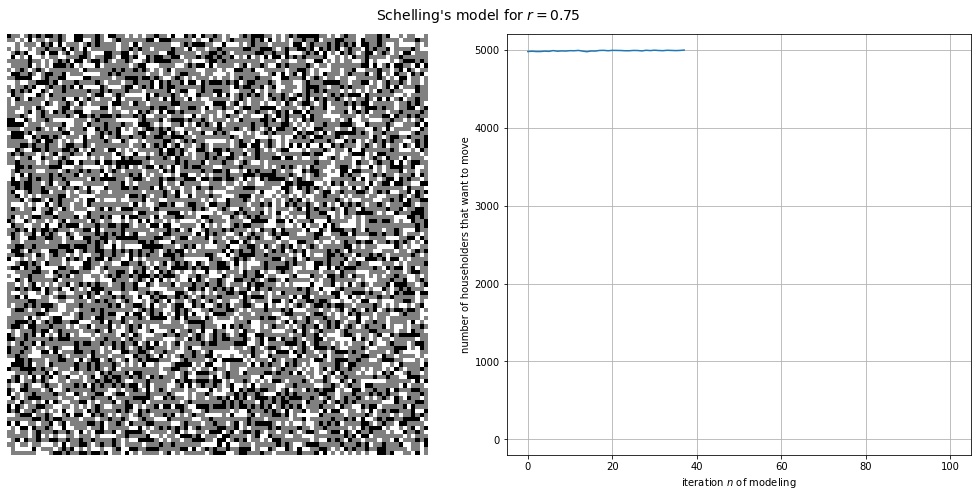 Schelling's model for r = 0.75
number of householders that want to move
5000
4000
3000
2000
1000
0
0 20 40 60 80 100
iteration n of modeling